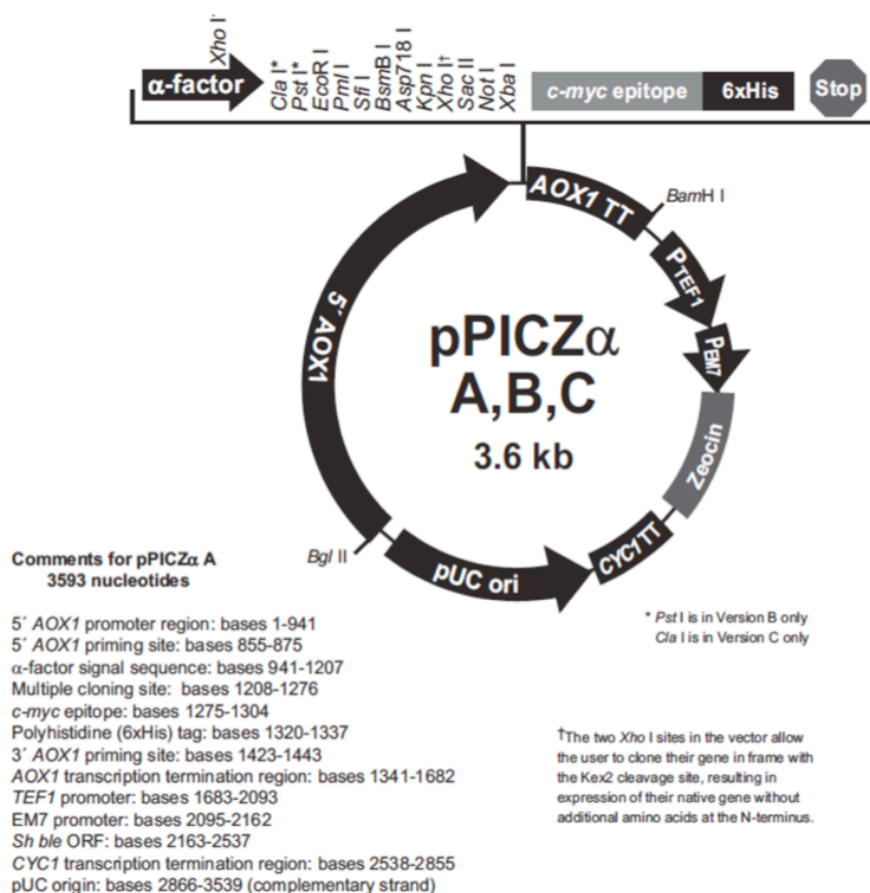 Xho I*
α-factor
Cla I*
Pst I*
EcoR I
Pml I
Sfi I
BsmB I
Asp718 I
Kpn I
Xho I†
Sac II
Not I
Xba I
c-myc epitope
6xHis
Stop
AOX1 TT
BamH I
PTEF1
PEM7
Zeocin
CYC1 TT
pUC ori
Bgl II
5´ AOX1
pPICZα
A,B,C
3.6 kb
Comments for pPICZα A
3593 nucleotides
5´ AOX1 promoter region: bases 1-941
5´ AOX1 priming site: bases 855-875
α-factor signal sequence: bases 941-1207
Multiple cloning site: bases 1208-1276
c-myc epitope: bases 1275-1304
Polyhistidine (6xHis) tag: bases 1320-1337
3´ AOX1 priming site: bases 1423-1443
AOX1 transcription termination region: bases 1341-1682
TEF1 promoter: bases 1683-2093
EM7 promoter: bases 2095-2162
Sh ble ORF: bases 2163-2537
CYC1 transcription termination region: bases 2538-2855
pUC origin: bases 2866-3539 (complementary strand)
* Pst I is in Version B only
Cla I is in Version C only
†The two Xho I sites in the vector allow
the user to clone their gene in frame with
the Kex2 cleavage site, resulting in
expression of their native gene without
additional amino acids at the N-terminus.